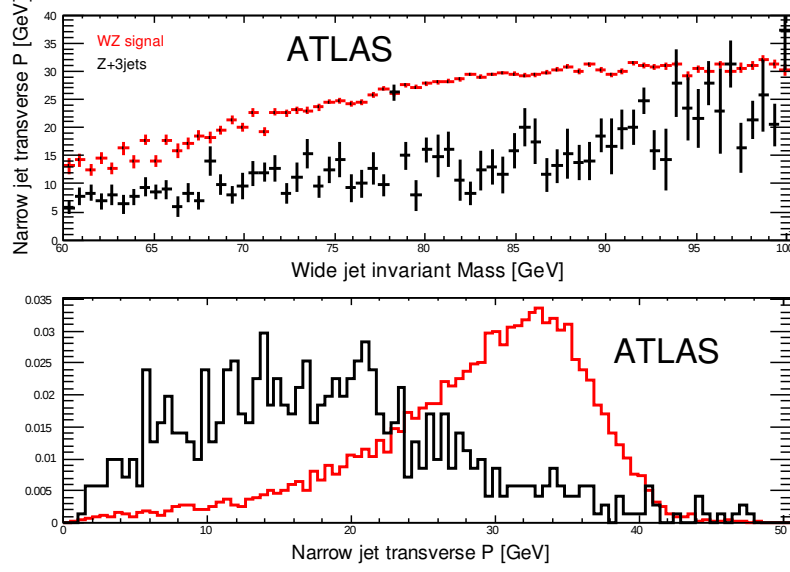 Narrow jet transverse P [GeV]
40
35
30
25
20
15
10
5
0
WZ signal
Z+3jets
ATLAS
60 65 70 75 80 85 90 95 100
Wide jet invariant Mass [GeV]
0.035
0.03
0.025
0.02
0.015
0.01
0.005
0
ATLAS
0 10 20 30 40 50
Narrow jet transverse P [GeV]